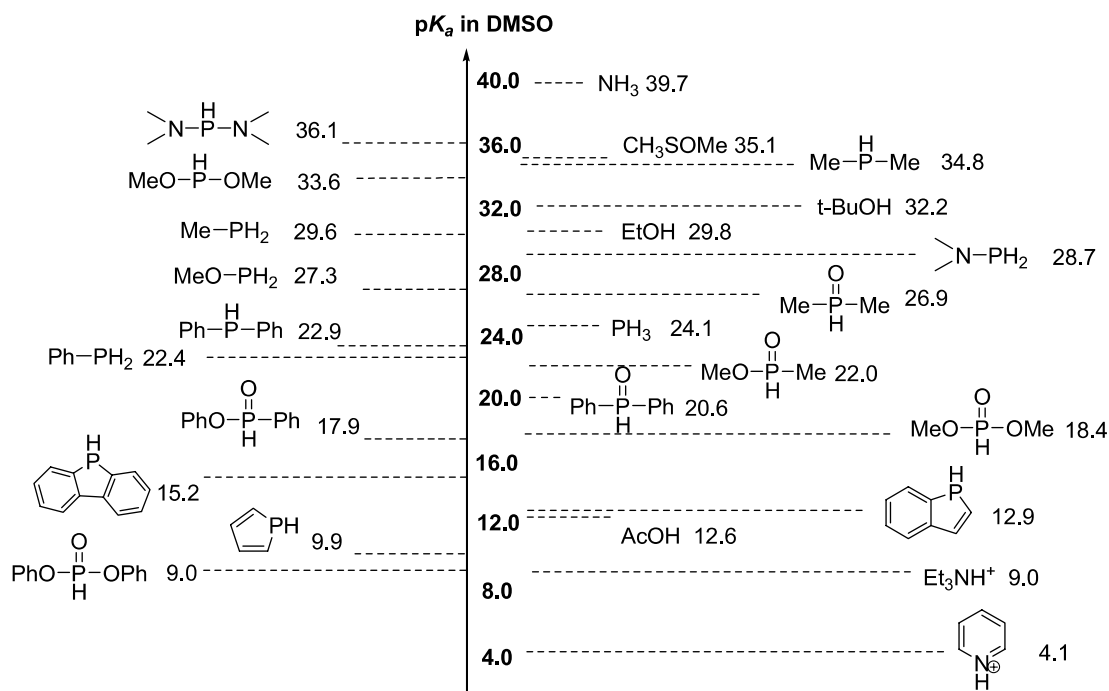 pKa in DMSO
40.0
NH3 39.7
H
N P N
36.1
36.0
CH3SOMe 35.1
H
Me P Me
34.8
H
MeO P OMe
33.6
32.0
t-BuOH 32.2
Me PH2
29.6
EtOH 29.8
N PH2
28.7
28.0
MeO PH2
27.3
O
Me P Me
H
26.9
H
Ph P Ph
22.9
24.0
PH3 24.1
Ph PH2
22.4
O
MeO P Me
H
22.0
20.0
O
Ph P Ph
H
20.6
O
PhO P Ph
H
17.9
O
MeO P OMe
H
18.4
16.0
H
P
15.2
H
P
12.9
12.0
AcOH 12.6
PH
9.9
O
PhO P OPh
H
9.0
8.0
Et3NH+ 9.0
4.0
N
H
+
4.1